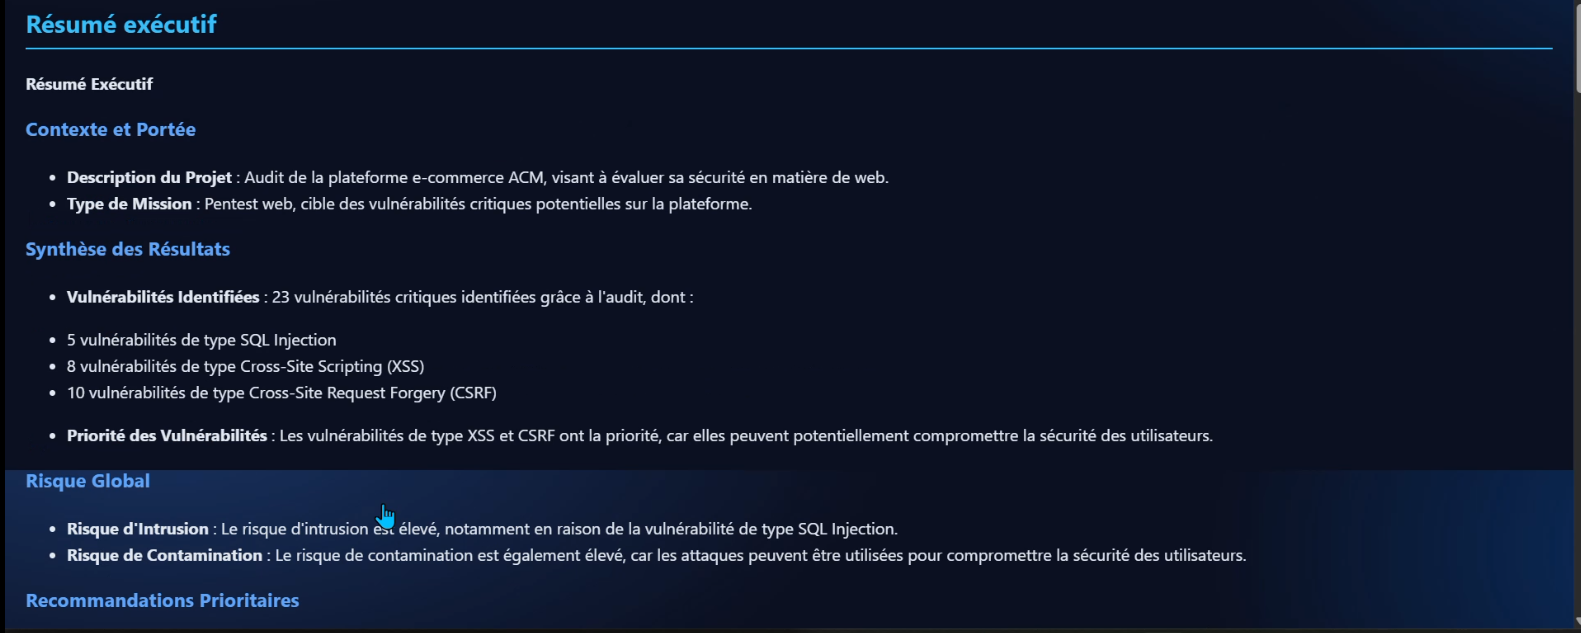 Résumé exécutif
Résumé Exécutif
Contexte et Portée
• Description du Projet : Audit de la plateforme e-commerce ACM, visant à évaluer sa sécurité en matière de web.
• Type de Mission : Pentest web, cible des vulnérabilités critiques potentielles sur la plateforme.
Synthèse des Résultats
• Vulnérabilités Identifiées : 23 vulnérabilités critiques identifiées grâce à l'audit, dont :
• 5 vulnérabilités de type SQL Injection
• 8 vulnérabilités de type Cross-Site Scripting (XSS)
• 10 vulnérabilités de type Cross-Site Request Forgery (CSRF)
• Priorité des Vulnérabilités : Les vulnérabilités de type XSS et CSRF ont la priorité, car elles peuvent potentiellement compromettre la sécurité des utilisateurs.
Risque Global
• Risque d'Intrusion : Le risque d'intrusion est élevé, notamment en raison de la vulnérabilité de type SQL Injection.
• Risque de Contamination : Le risque de contamination est également élevé, car les attaques peuvent être utilisées pour compromettre la sécurité des utilisateurs.
Recommandations Prioritaires